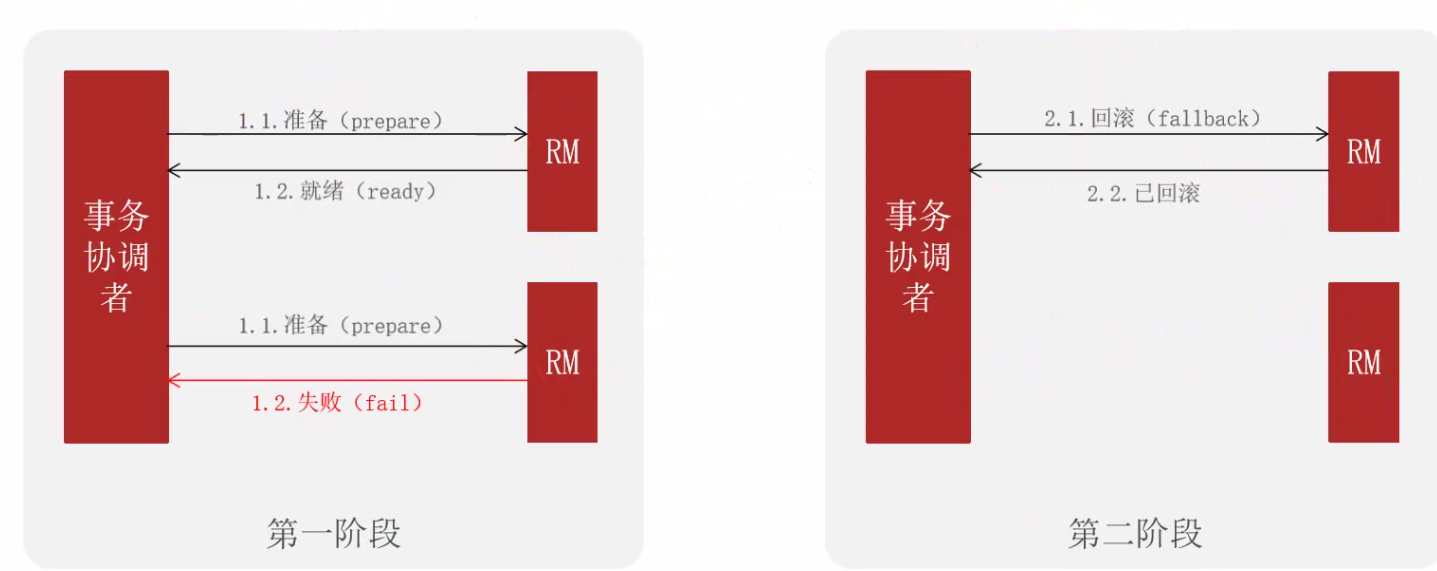 1.1.准备（prepare）
RM
1.2.就绪（ready）
事务
协调
者
1.1.准备（prepare）
RM
1.2.失败（fail）
第一阶段
2.1.回滚（fallback）
RM
2.2.已回滚
事务
协调
者
RM
第二阶段